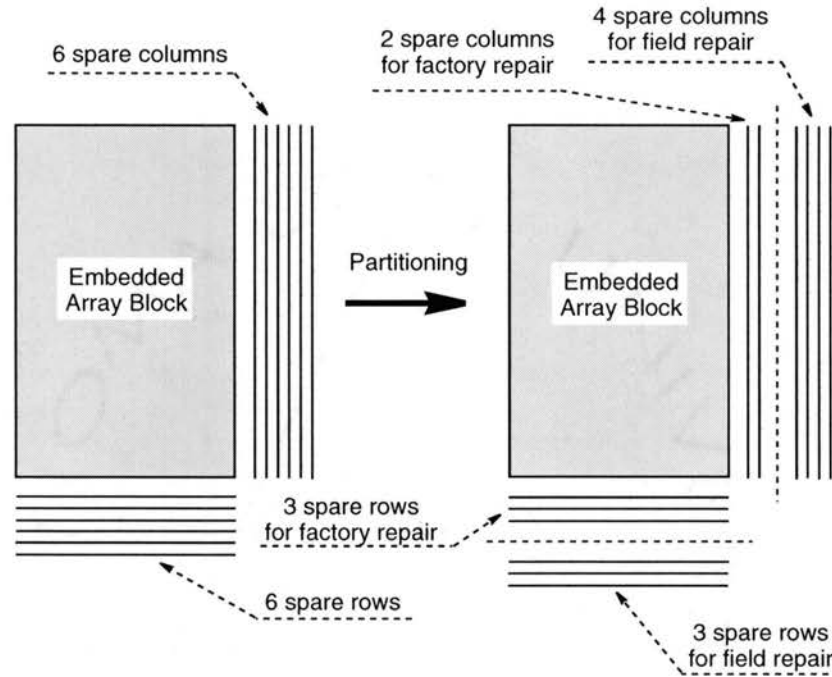 6 spare columns
2 spare columns
for factory repair
4 spare columns
for field repair
Embedded
Array Block
Partitioning
Embedded
Array Block
3 spare rows
for factory repair
6 spare rows
3 spare rows
for field repair